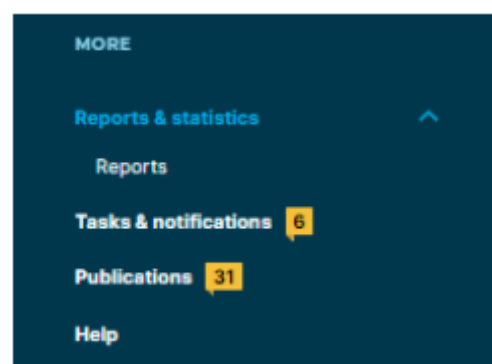 MORE
Reports & statistics
Reports
Tasks & notifications 6
Publications 31
Help